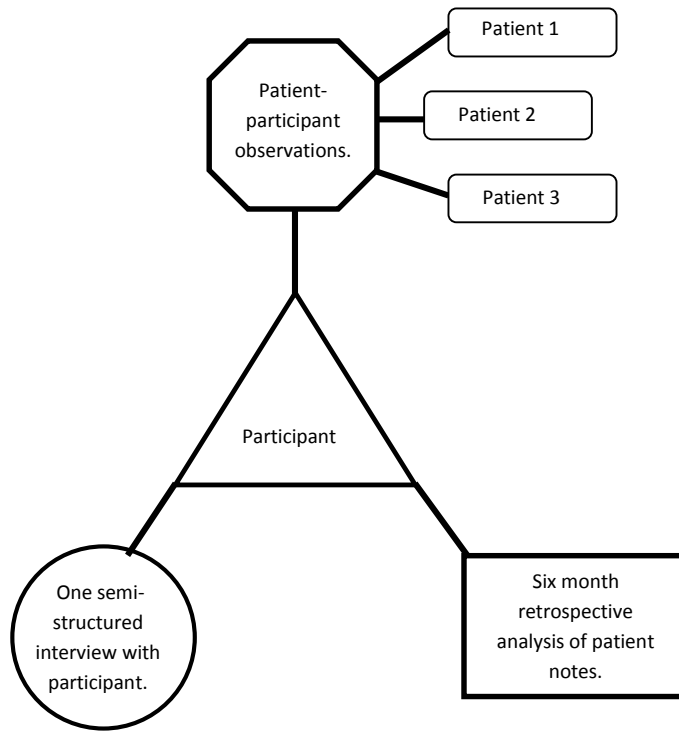 Patient 1
Patient-
participant
observations.
Patient 2
Patient 3
Participant
One semi-
structured
interview with
participant.
Six month
retrospective
analysis of patient
notes.